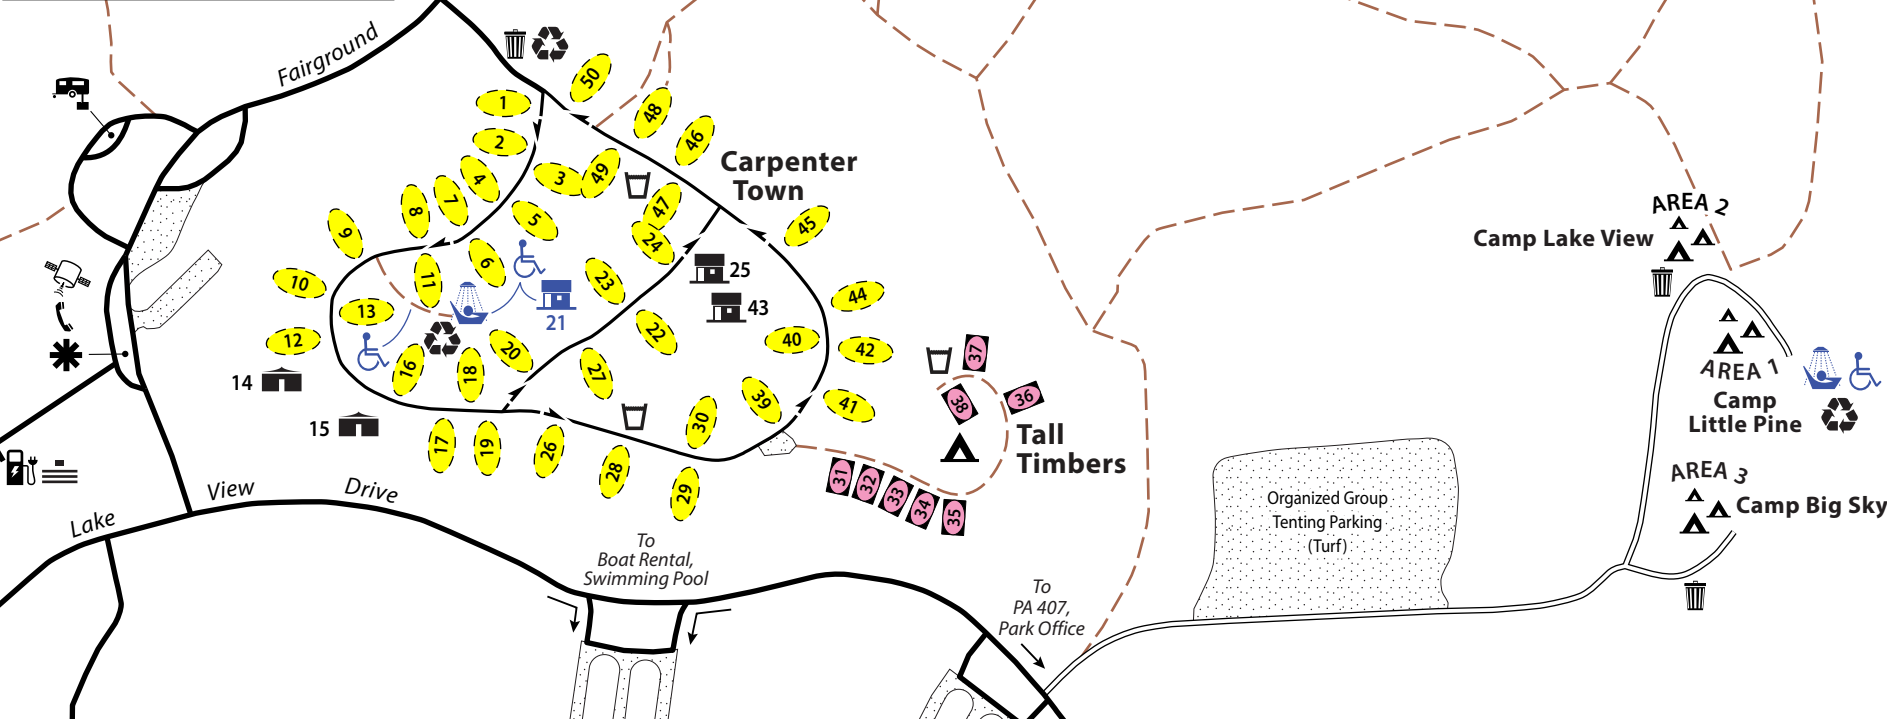 Fairground
50
1
48
2
46
Carpenter
Town
49
3
4
7
47
8
5
45
9
24
6
25
11
23
10
44
43
13
21
22
12
40
42
20
37
14
16
18
27
38
36
39
41
15
30
Tall
Timbers
17
19
26
28
31
32
33
34
35
29
View
Drive
Lake
To
Boat Rental,
Swimming Pool
To
PA 407,
Park Office
Organized Group
Tenting Parking
(Turf)
AREA 2
Camp Lake View
AREA 1
Camp
Little Pine
AREA 3
Camp Big Sky